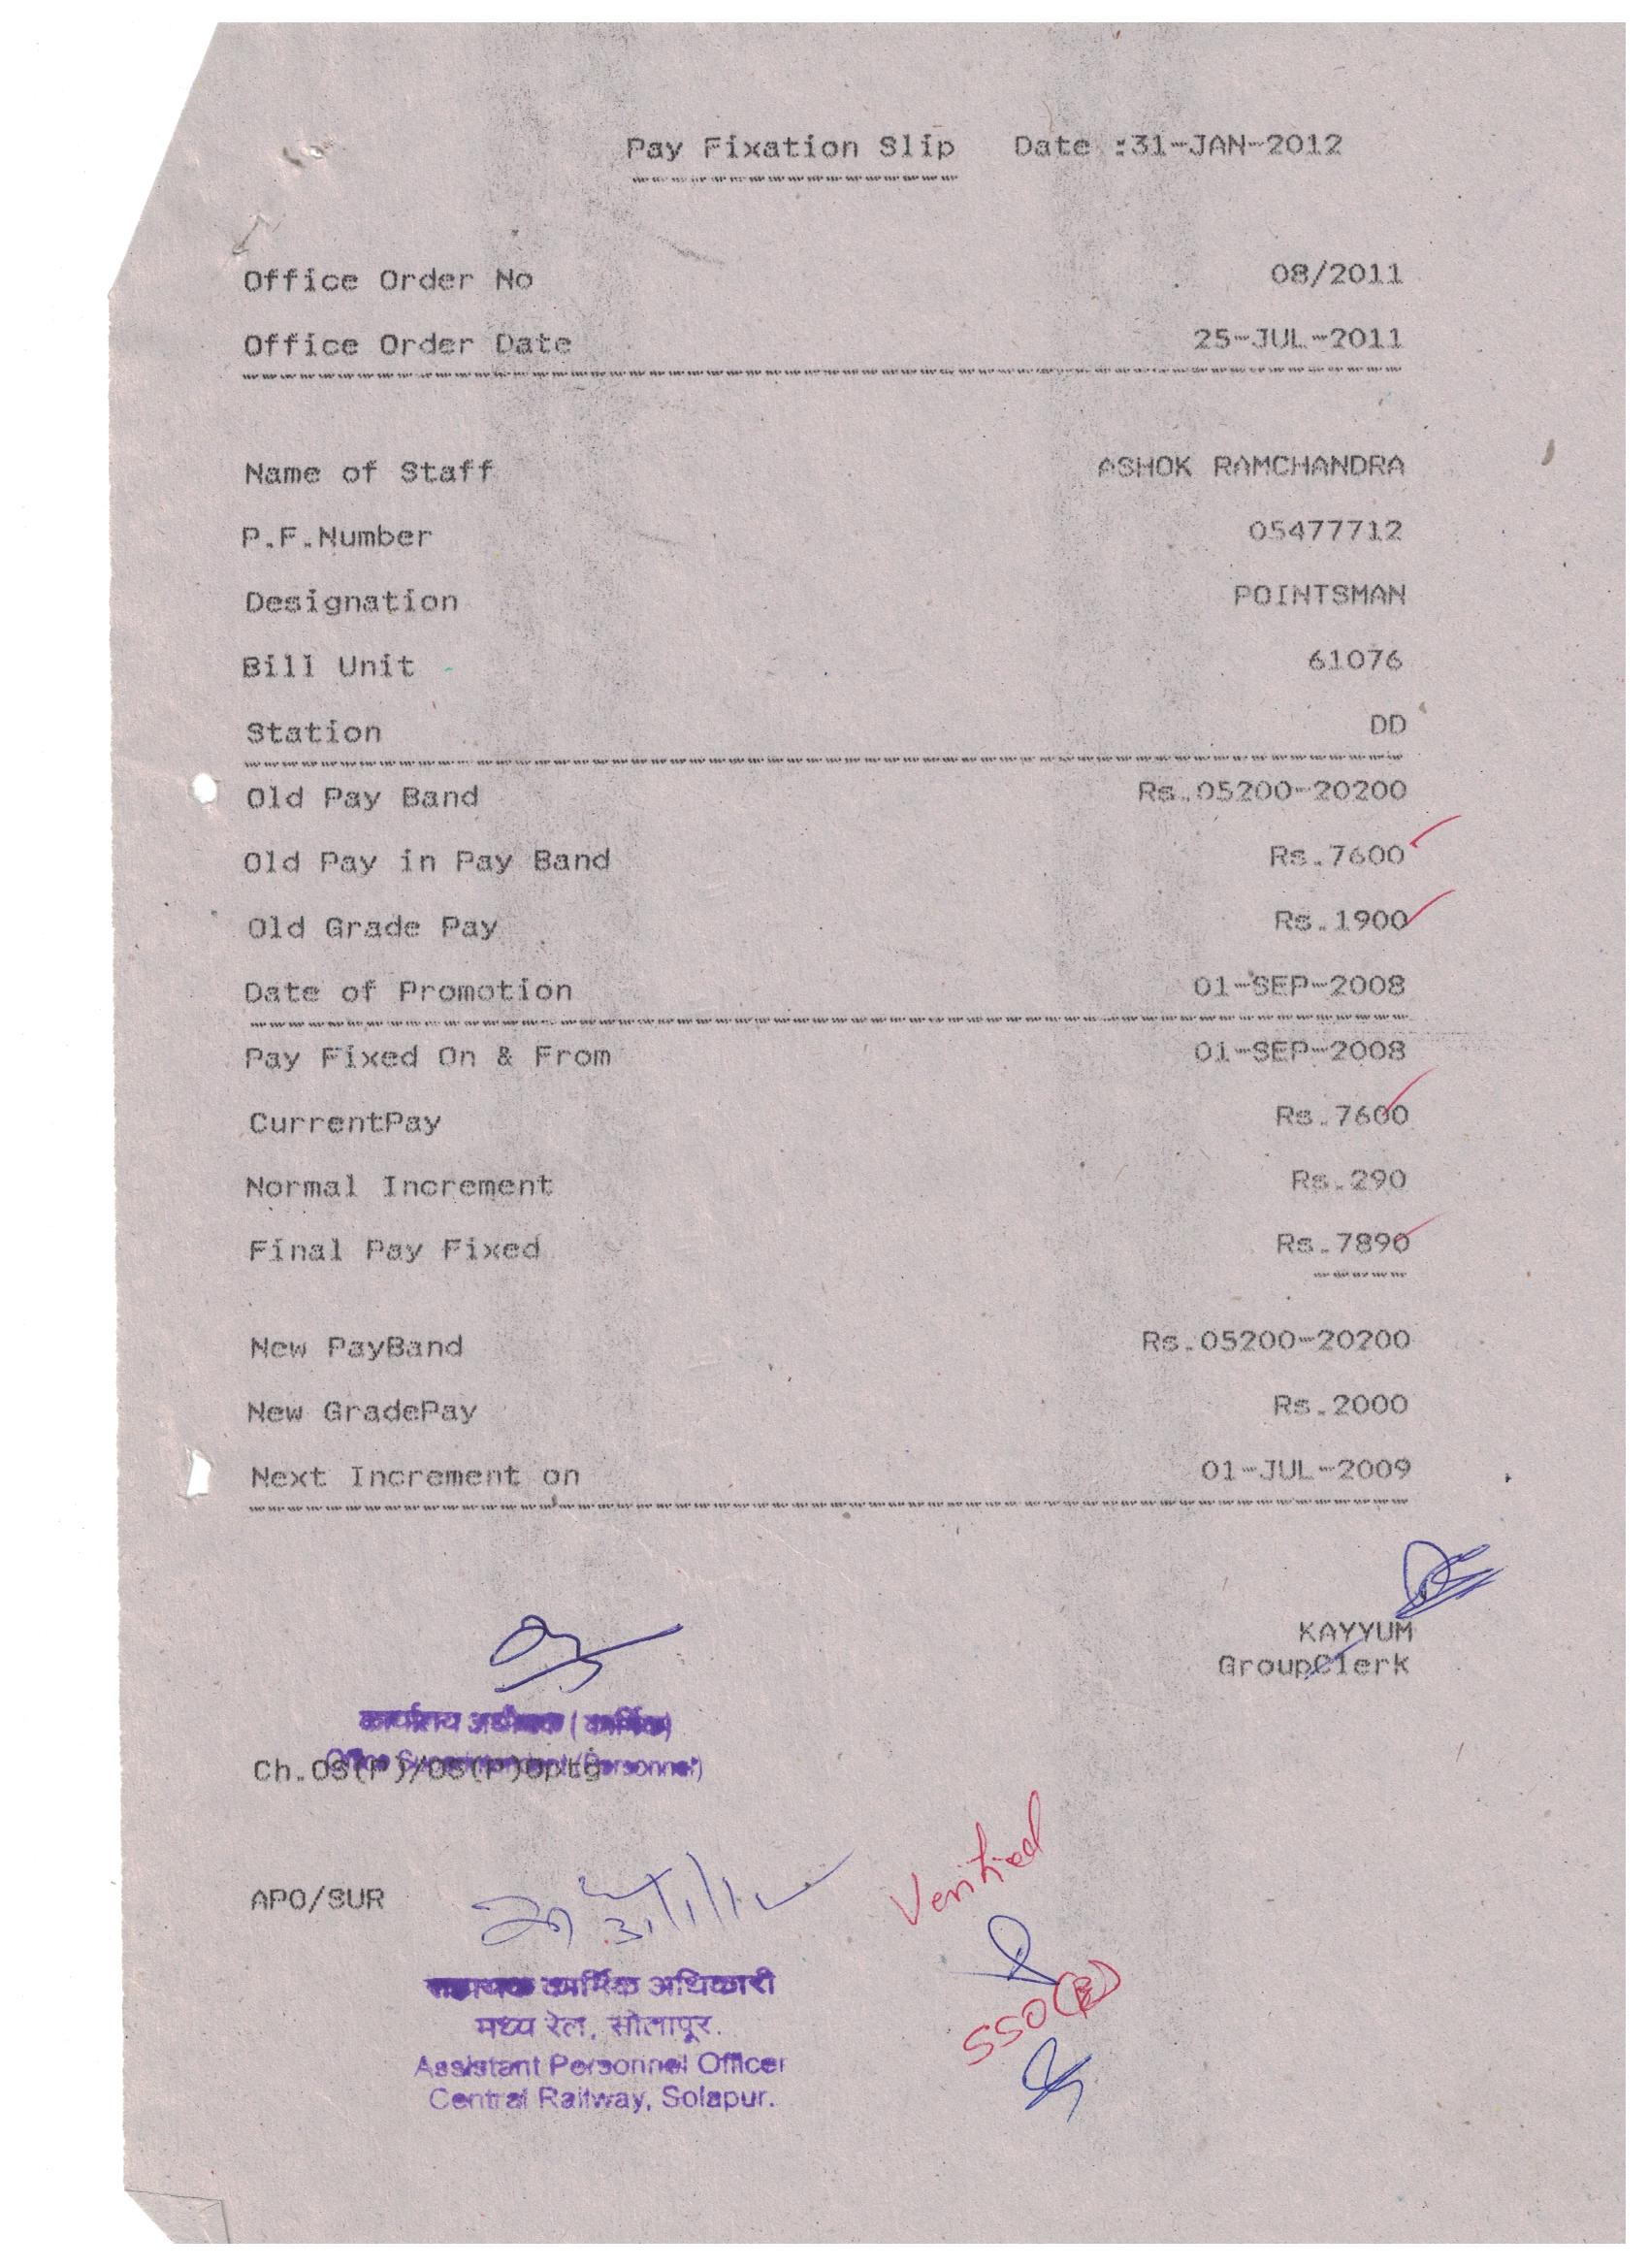 Pay Fixation Slip Date :31-JAN-2012
Office Order No 08/2011
Office Order Date 25-JUL-2011
Name of Staff ASHOK RAMCHANDRA
P.F.Number 05477712
Designation POINTSMAN
Bill Unit 61076
Station DD
Old Pay Band Rs.05200-20200
Old Pay in Pay Band Rs.7600
Old Grade Pay Rs.1900
Date of Promotion 01-SEP-2008
Pay Fixed On & From 01-SEP-2008
CurrentPay Rs.7600
Normal Increment Rs.290
Final Pay Fixed Rs.7890
New PayBand Rs.05200-20200
New GradePay Rs.2000
Next Increment on 01-JUL-2009
KAYYUM
GroupClerk
कार्यालय अधीक्षक (कार्मिक)
Office Superintendent (Personnel)
Ch.OS(P)/OS(P)Optg
Verified
APO/SUR 31/1/12
SSO(E)
सहायक कार्मिक अधिकारी
मध्य रेल, सोलापूर.
Assistant Personnel Officer
Central Railway, Solapur.